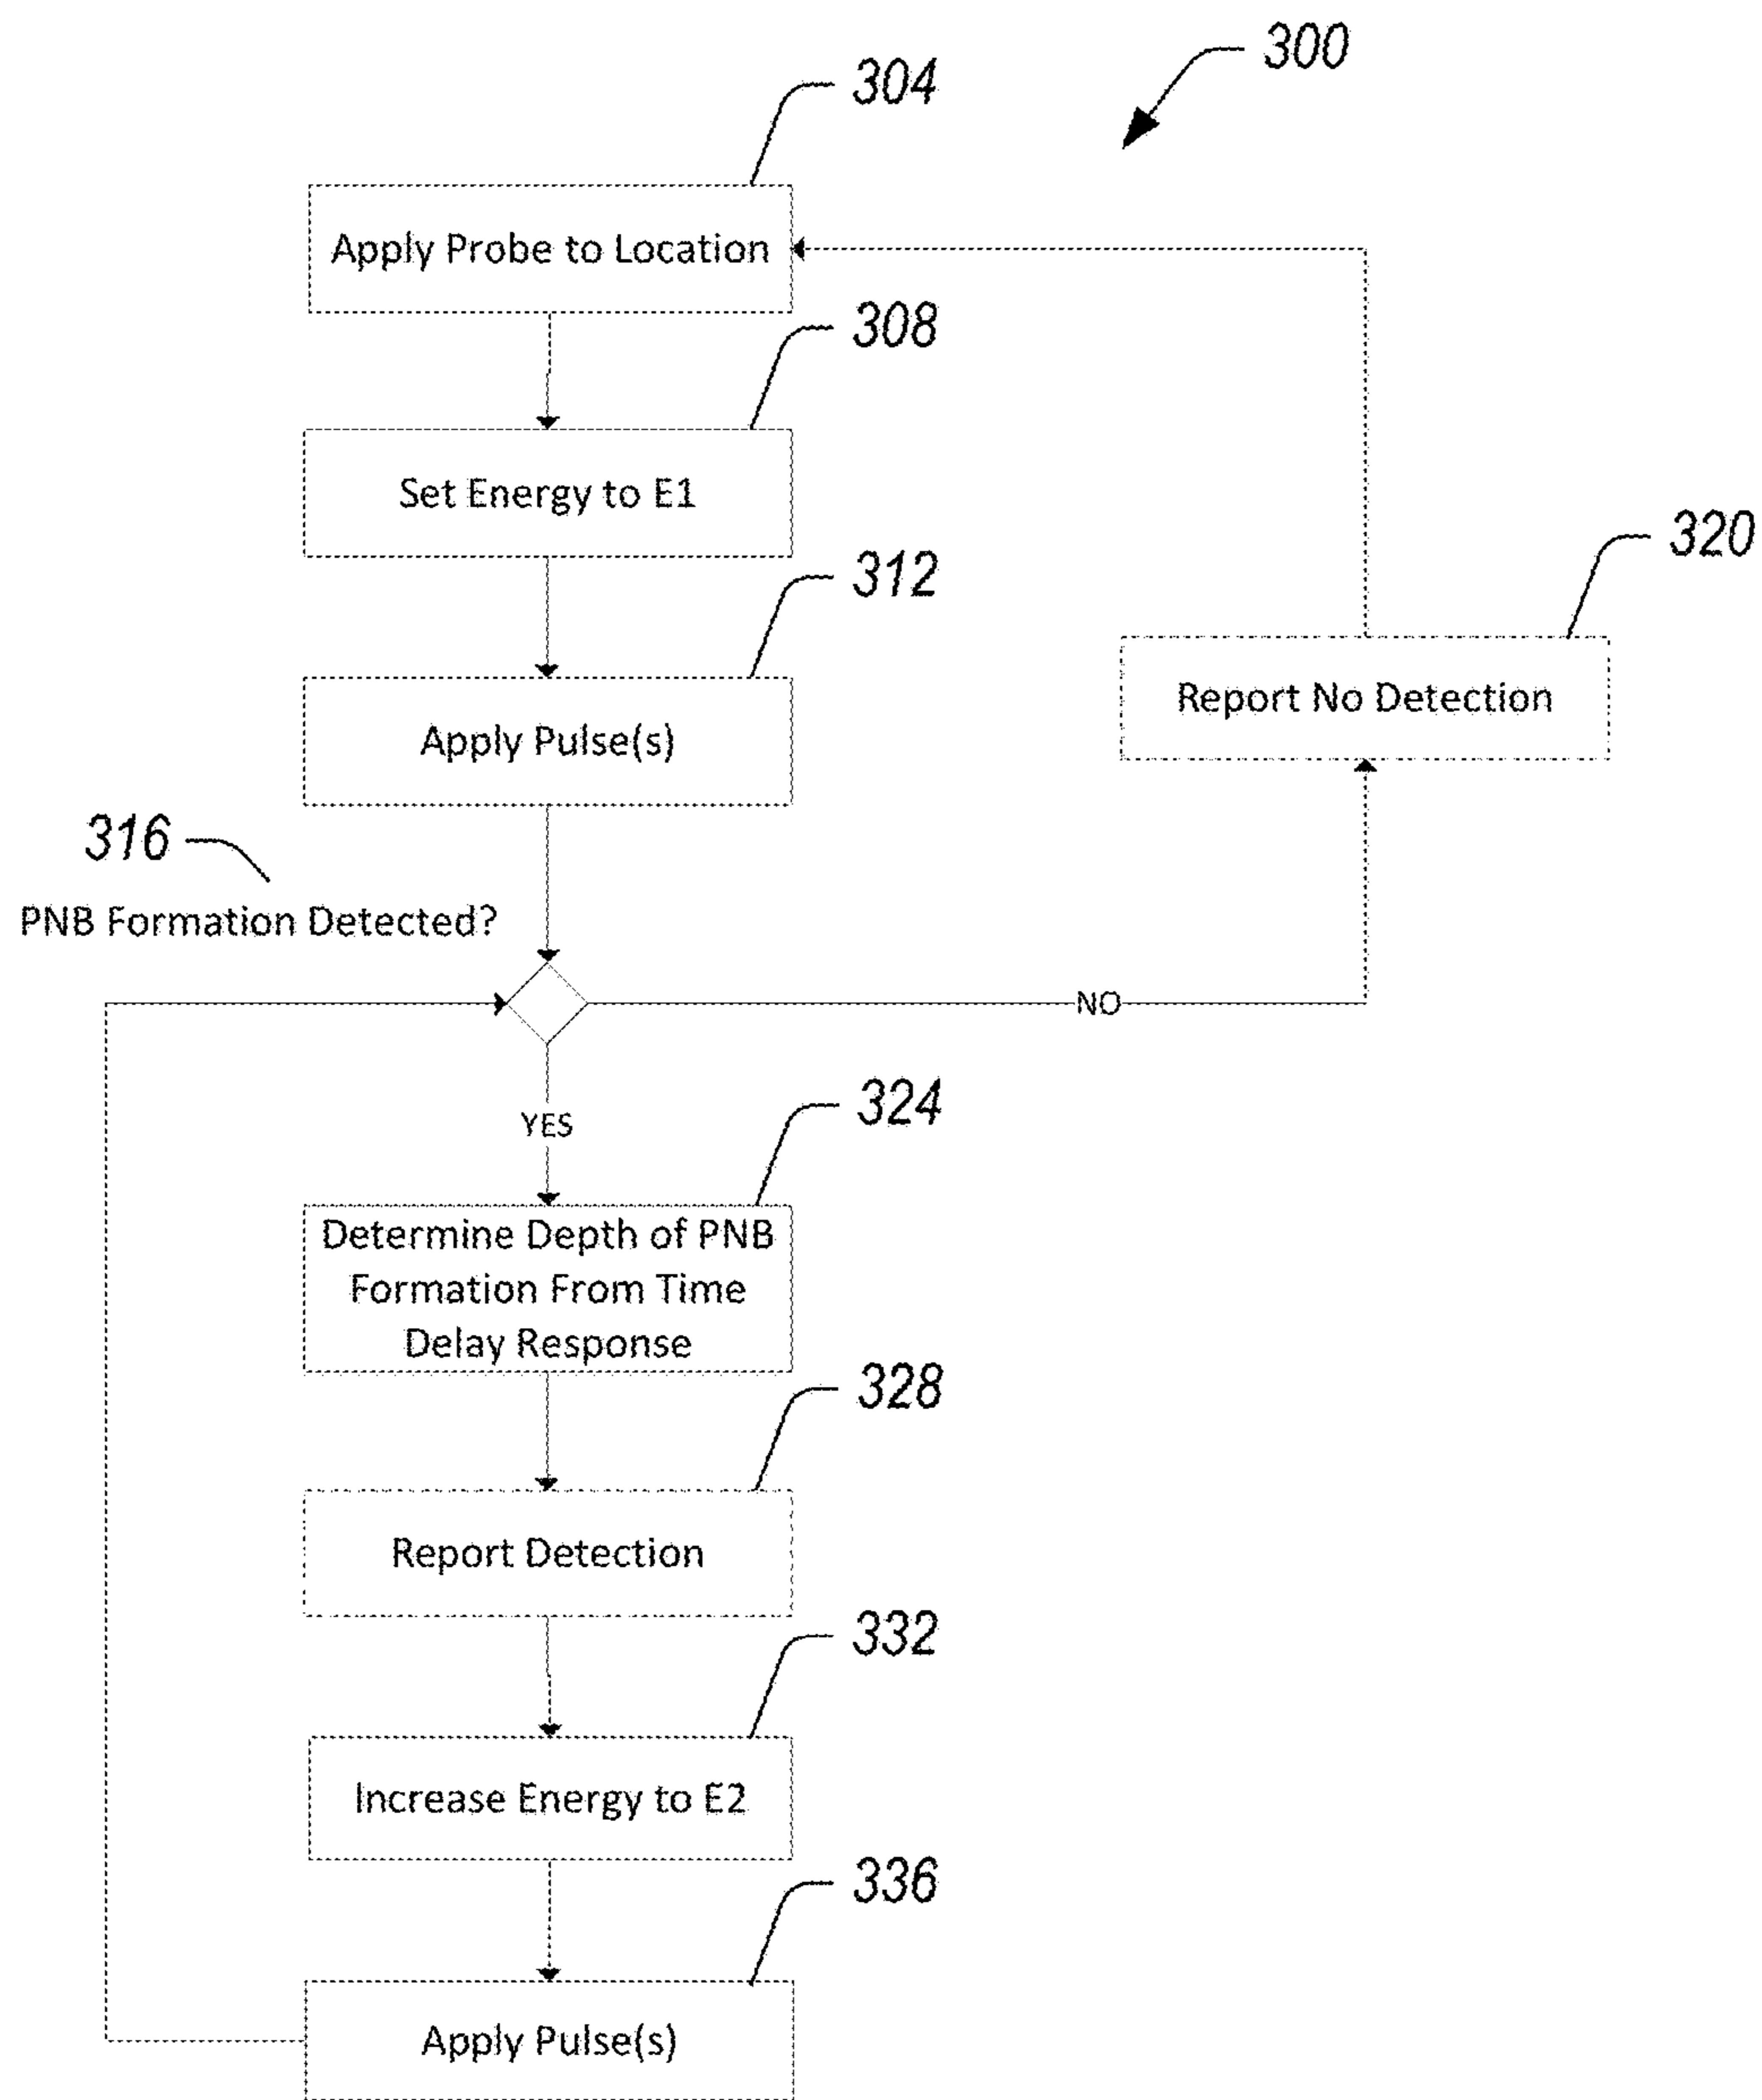 300
304
Apply Probe to Location
308
Set Energy to E1
312
Apply Pulse(s)
320
Report No Detection
316
PNB Formation Detected?
NO
YES
324
Determine Depth of PNB
Formation From Time
Delay Response
328
Report Detection
332
Increase Energy to E2
336
Apply Pulse(s)